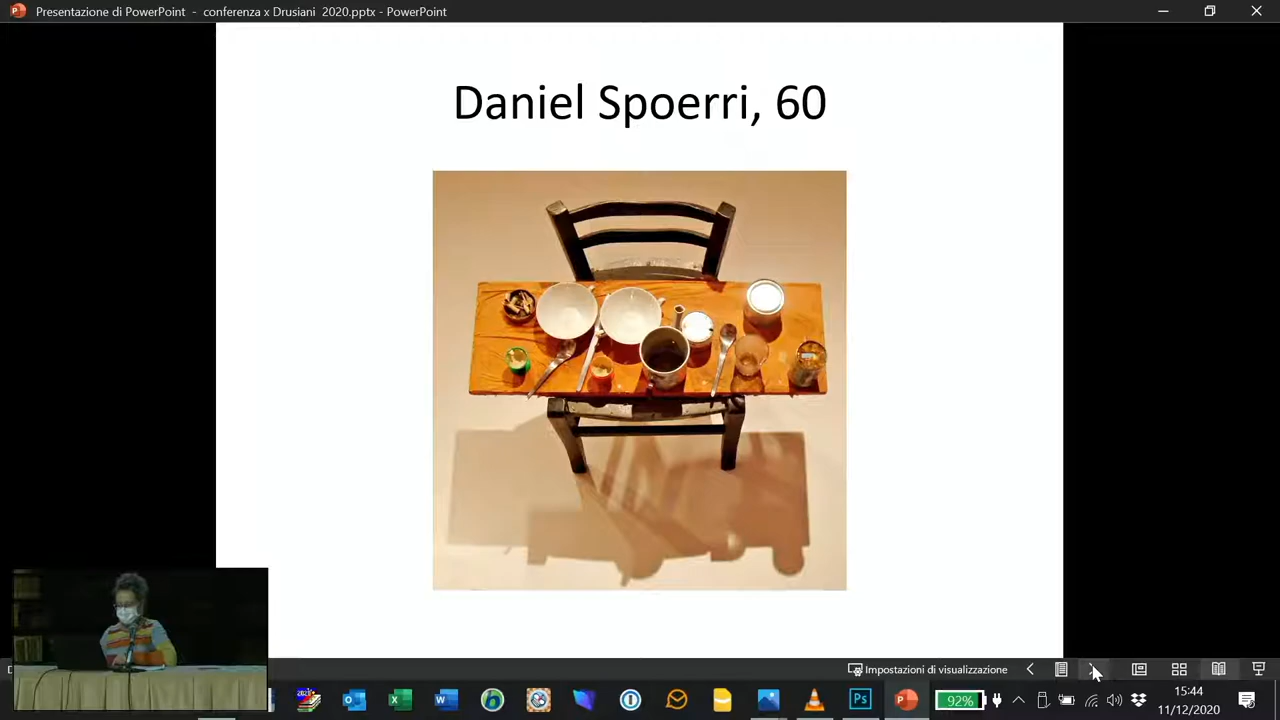 Presentazione di PowerPoint - conferenza x Drusiani 2020.pptx - PowerPoint
Daniel Spoerri, 60
Impostazioni di visualizzazione
92%
15:44
11/12/2020